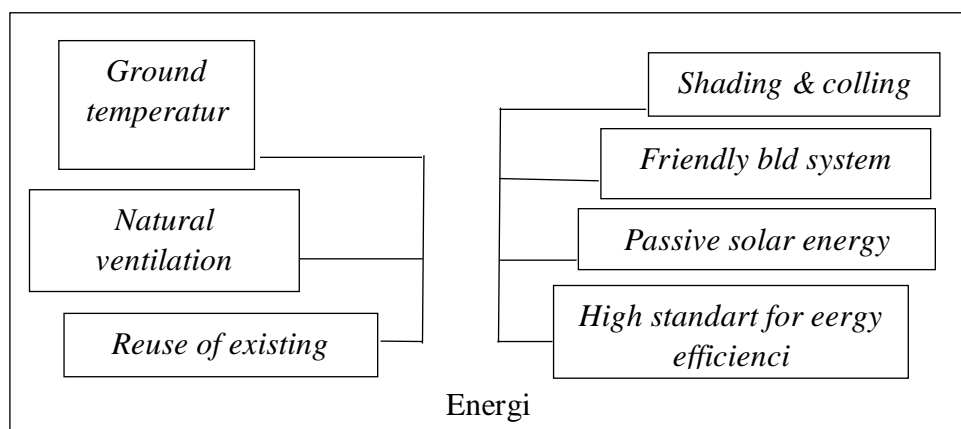 Ground
temperatur
Natural
ventilation
Reuse of existing
Shading & colling
Friendly bld system
Passive solar energy
High standart for eergy
efficienci
Energi